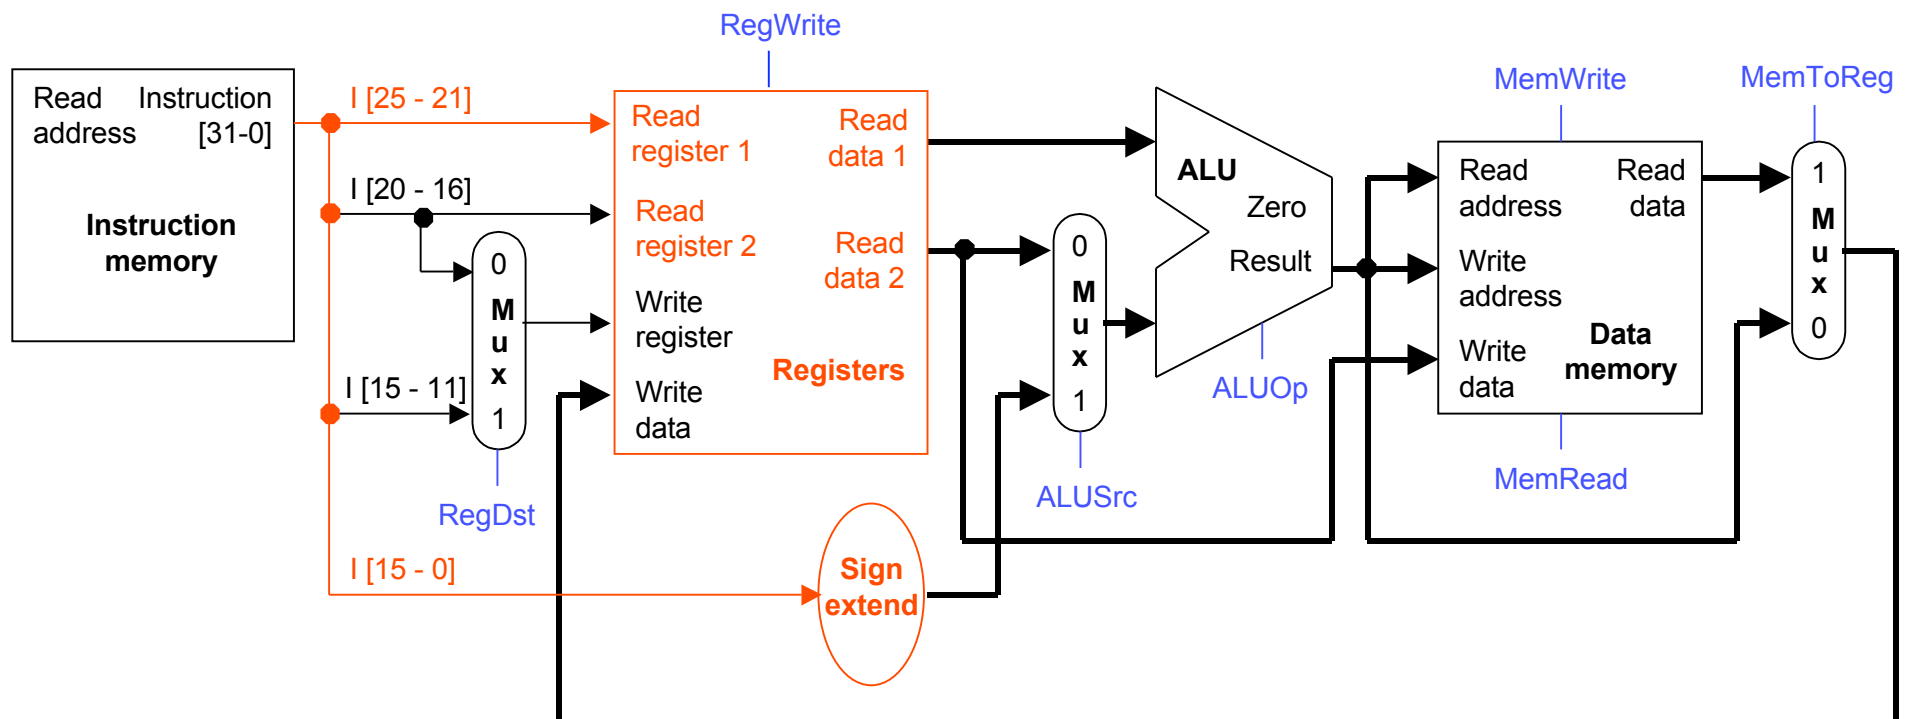 RegWrite
Read Instruction
address [31-0]
Instruction
memory
I [25 - 21]
I [20 - 16]
I [15 - 11]
I [15 - 0]
0
M
u
x
1
RegDst
Read
register 1
Read
data 1
Read
register 2
Read
data 2
Write
register
Registers
Write
data
Sign
extend
0
M
u
x
1
ALUSrc
ALU
Zero
Result
ALUOp
MemWrite
Read
address
Read
data
Write
address
Write
data
Data
memory
MemRead
MemToReg
1
M
u
x
0